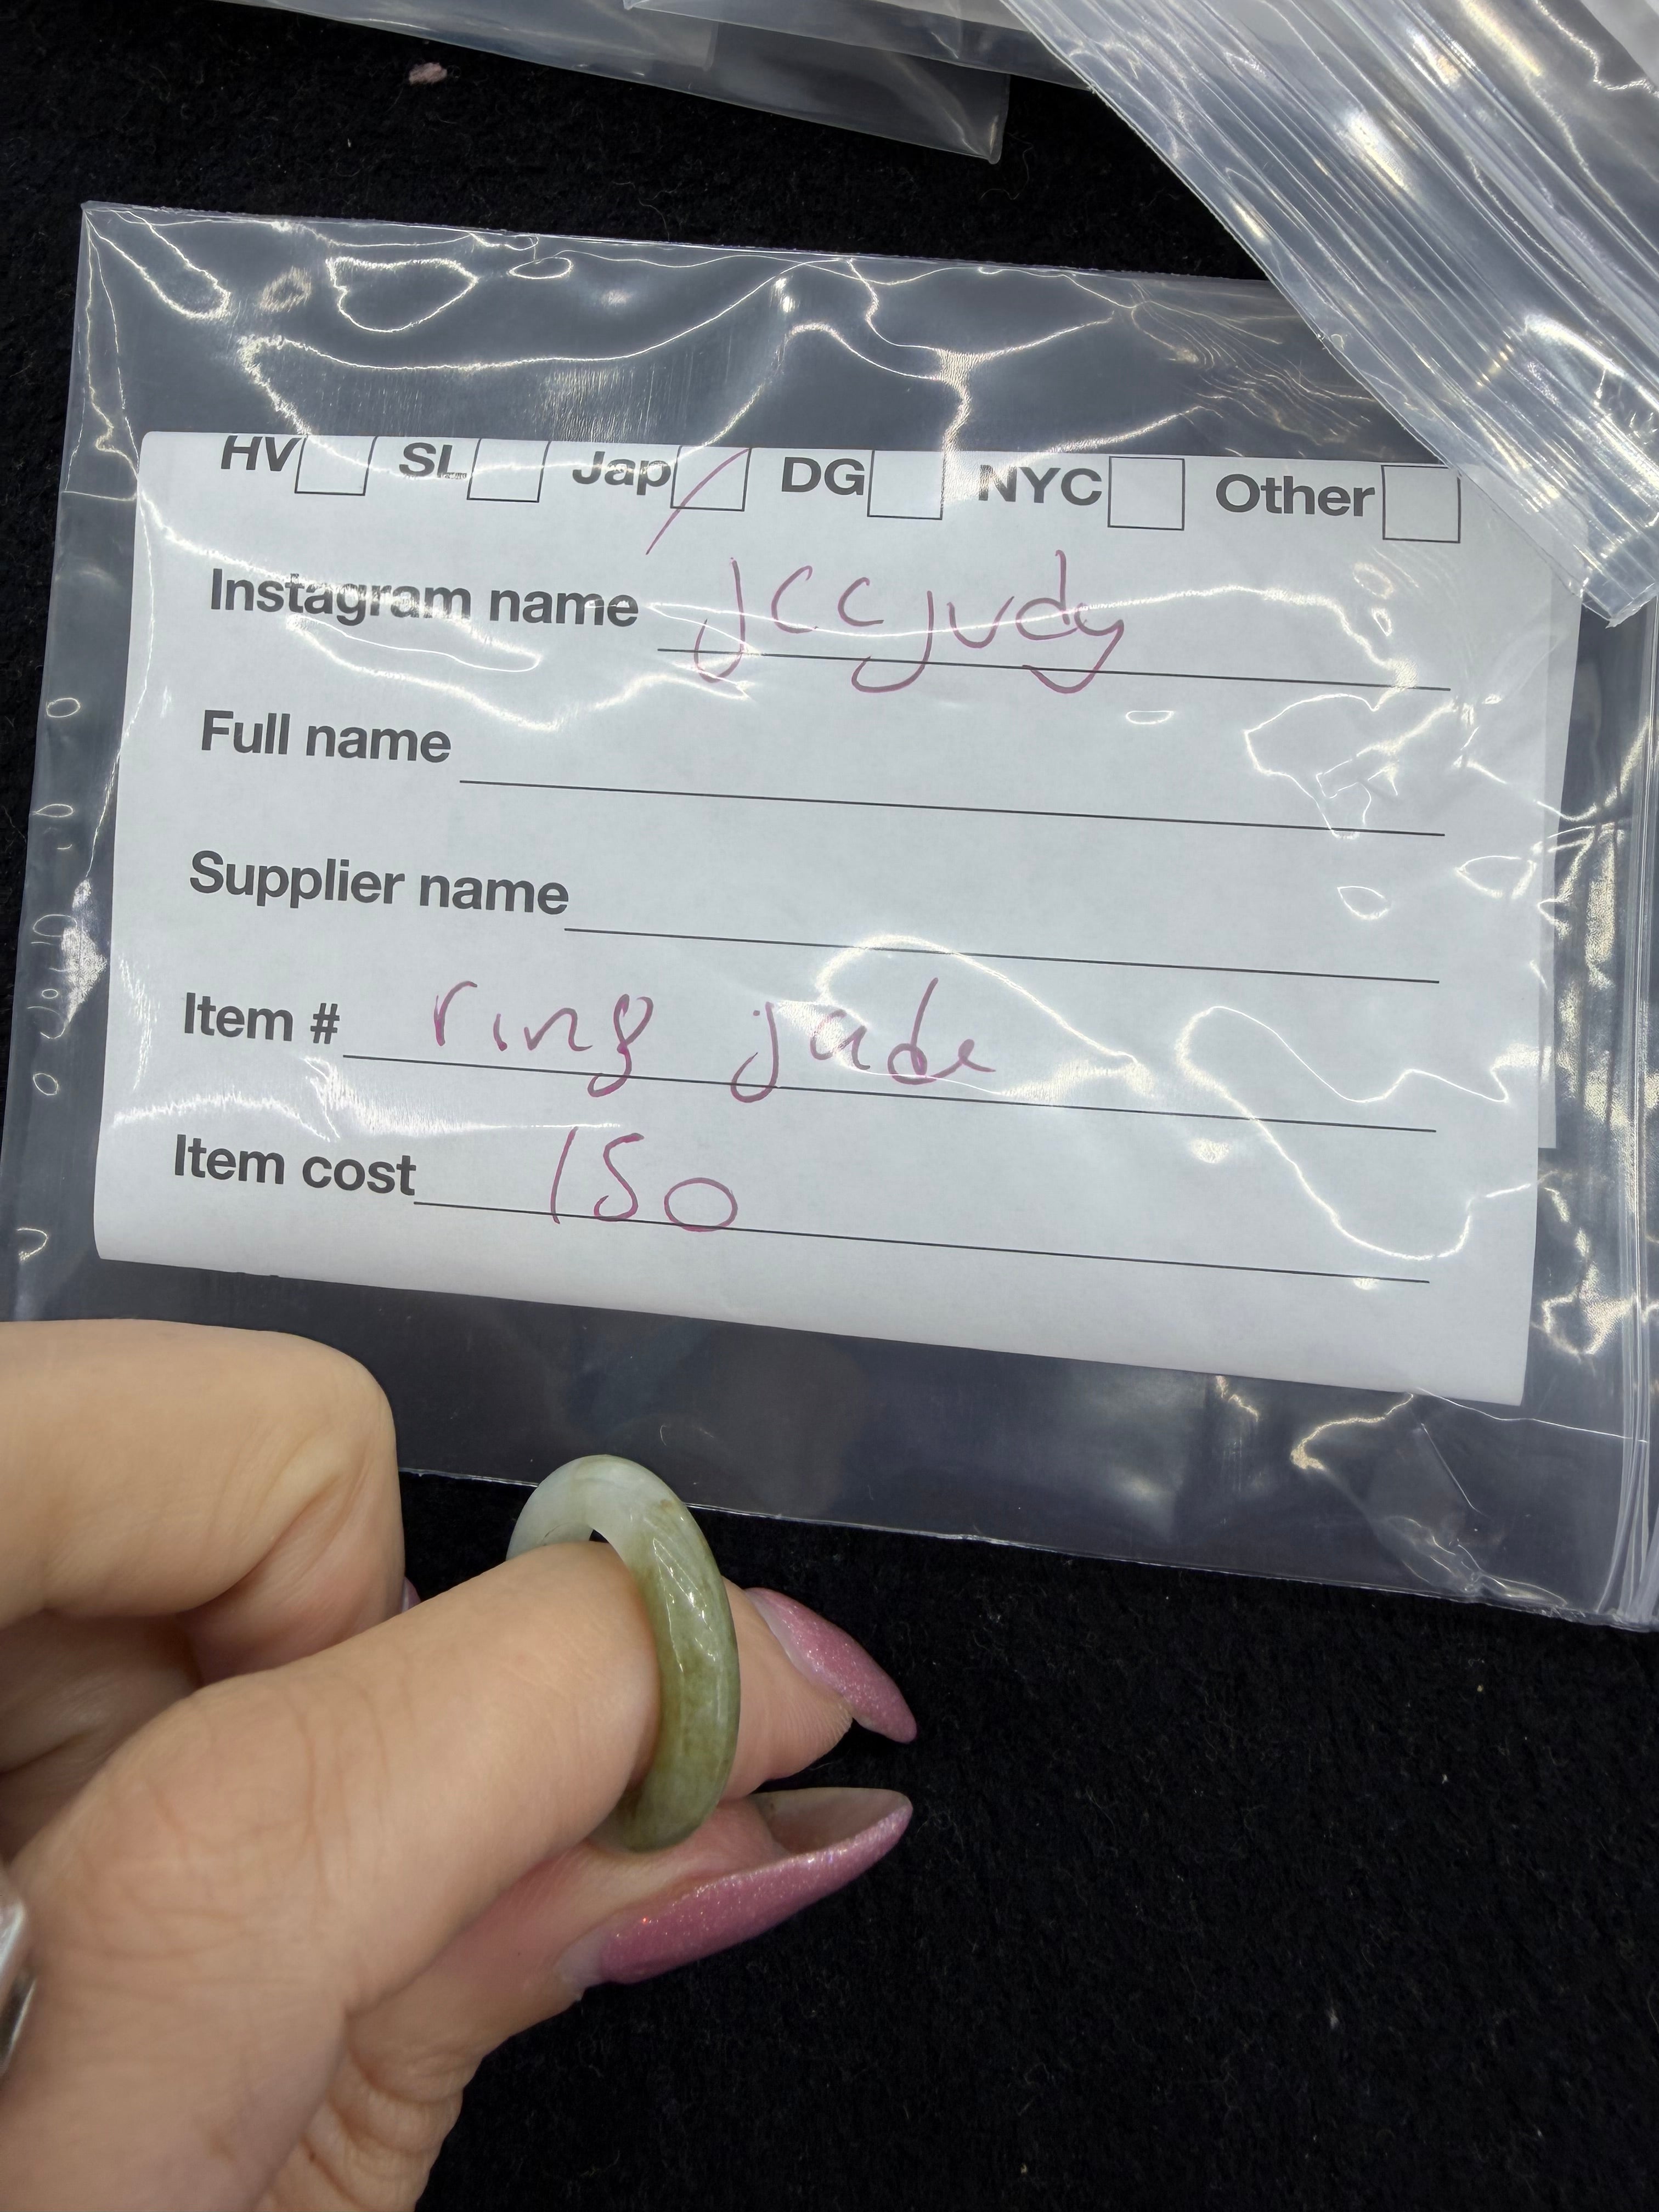 HV SL Jap DG NYC Other
Instagram name jccjudy
Full name
Supplier name
Item # ring jade
Item cost 150